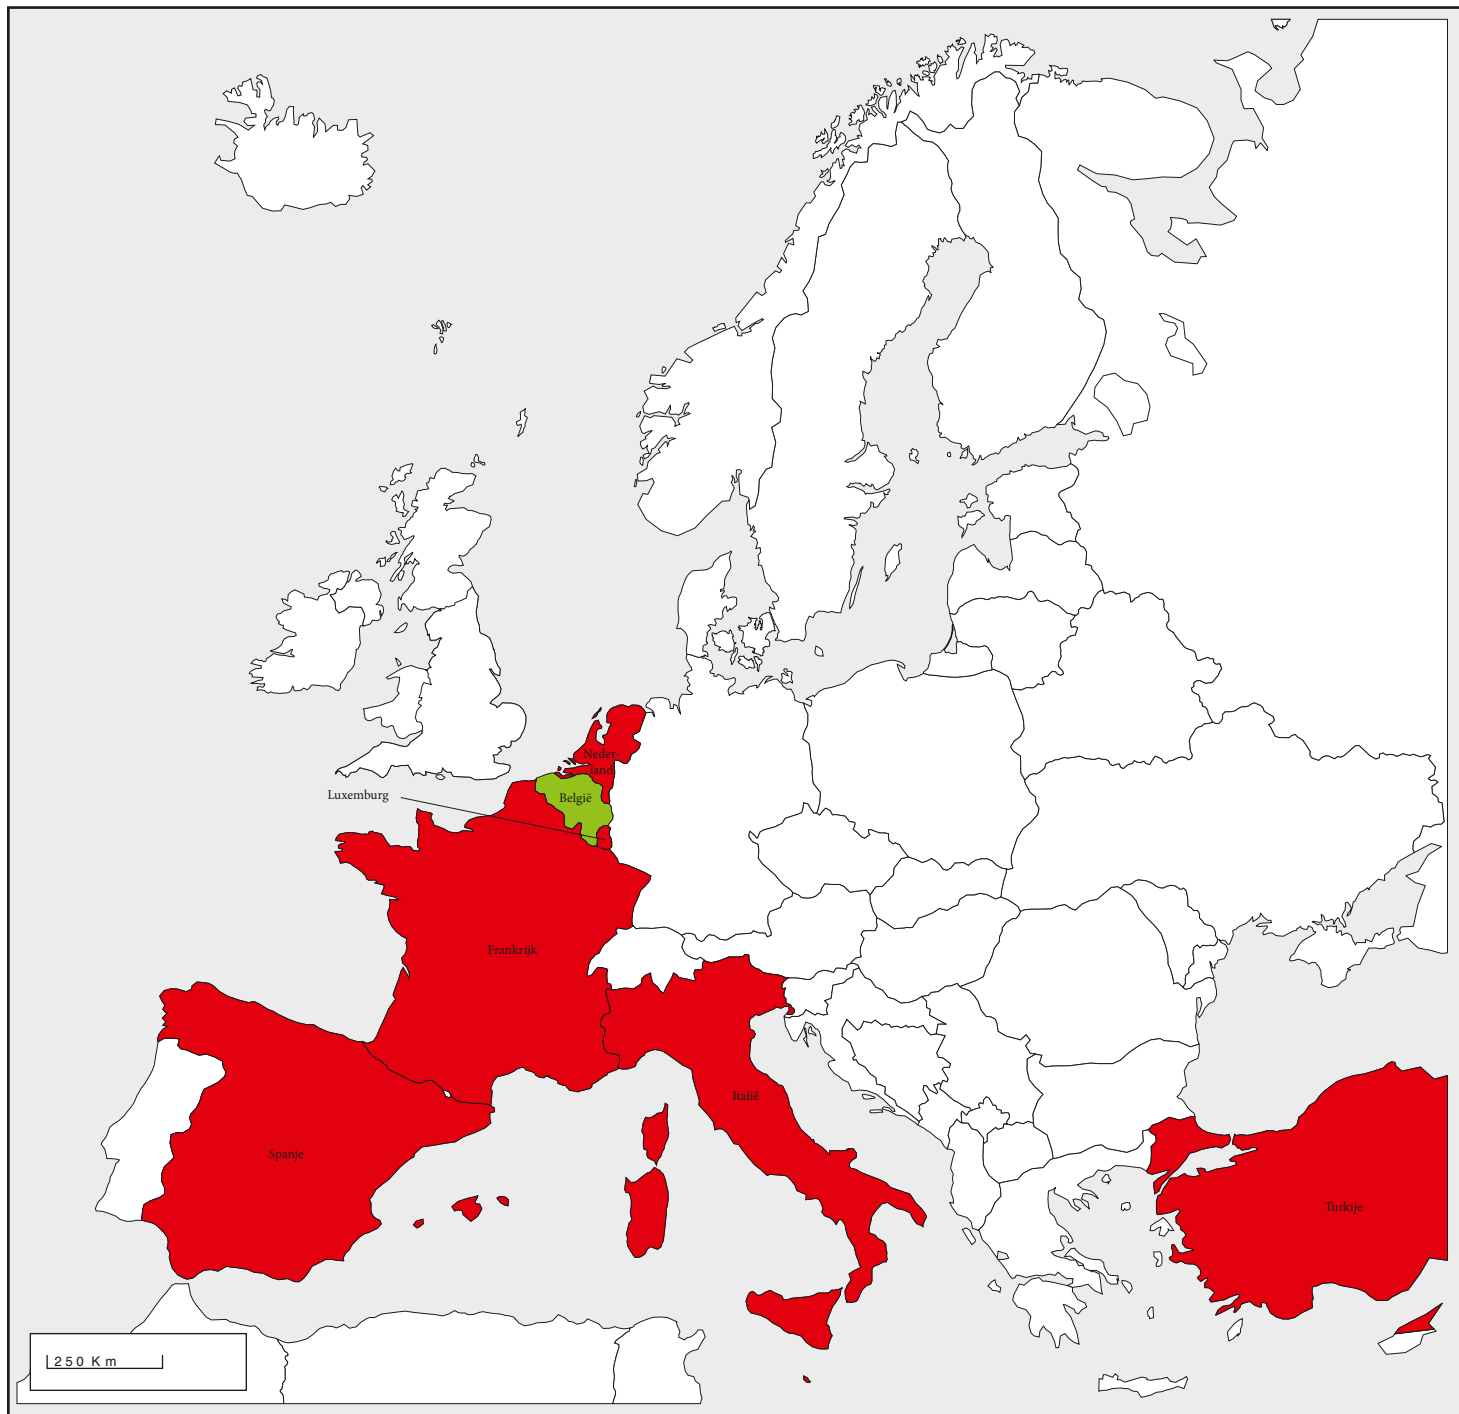 Neder-
land
België
Luxemburg
Frankrijk
Italië
Spanje
Turkije
250 Km